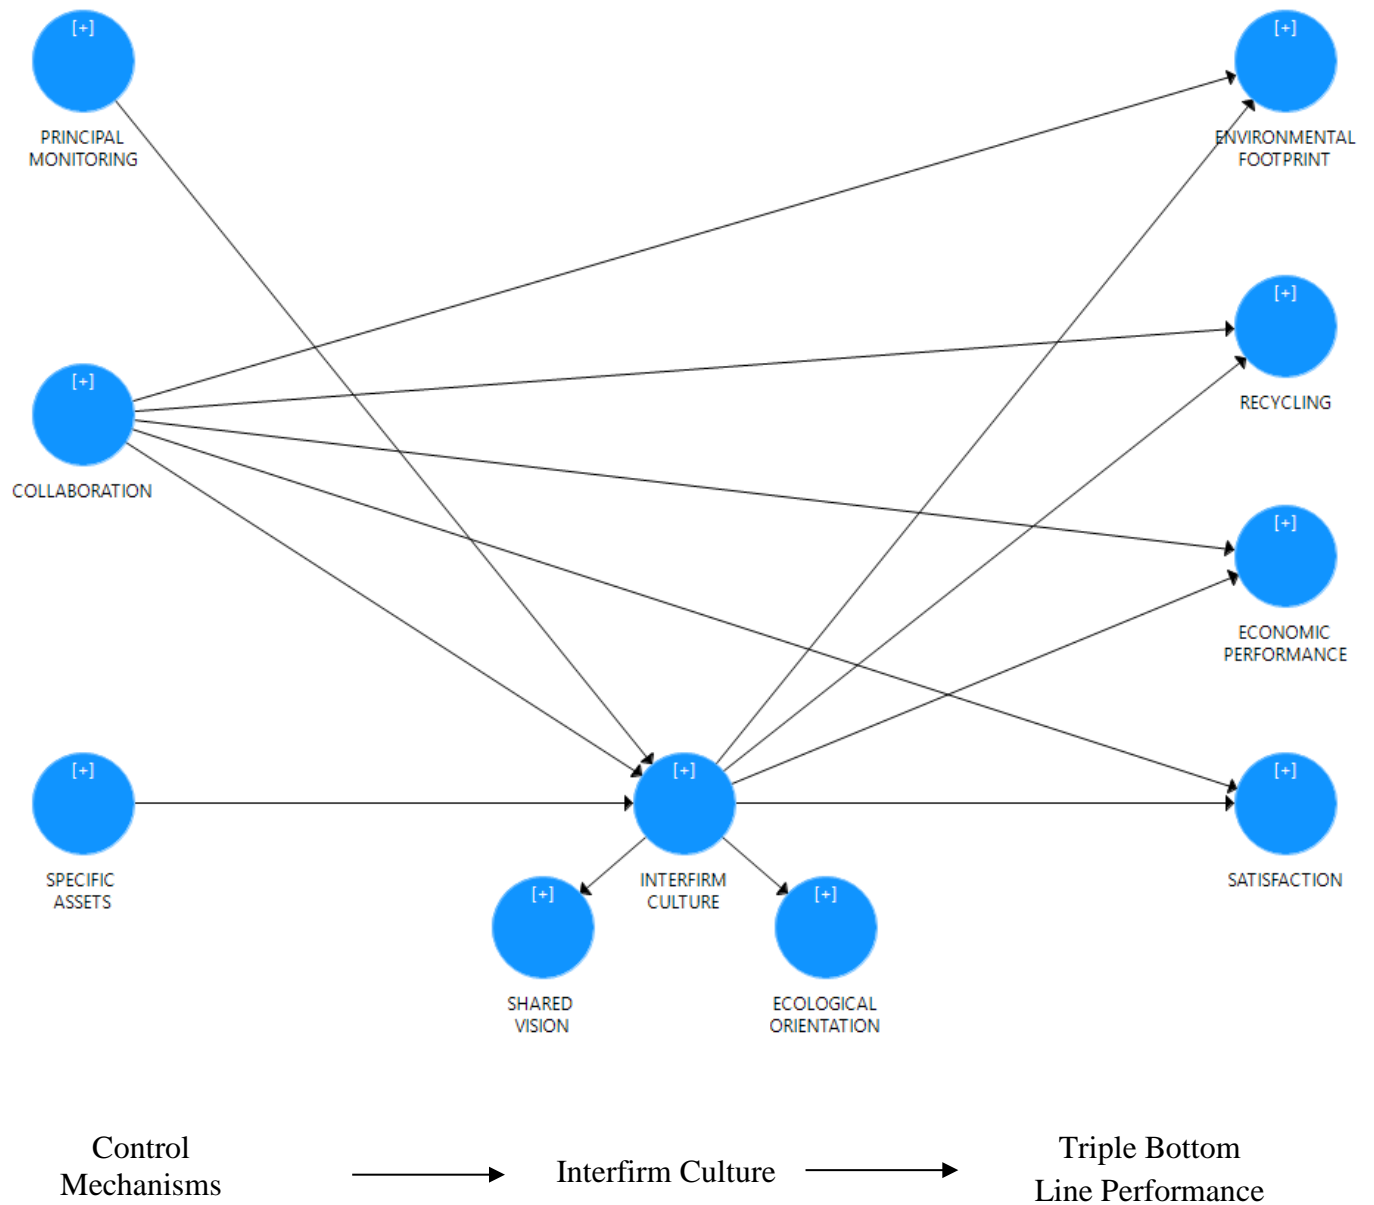 [+]
PRINCIPAL
MONITORING
[+]
ENVIRONMENTAL
FOOTPRINT
[+]
RECYCLING
[+]
COLLABORATION
[+]
ECONOMIC
PERFORMANCE
[+]
SPECIFIC
ASSETS
[+]
INTERFIRM
CULTURE
[+]
SATISFACTION
[+]
SHARED
VISION
[+]
ECOLOGICAL
ORIENTATION
Control
Mechanisms
Interfirm Culture
Triple Bottom
Line Performance